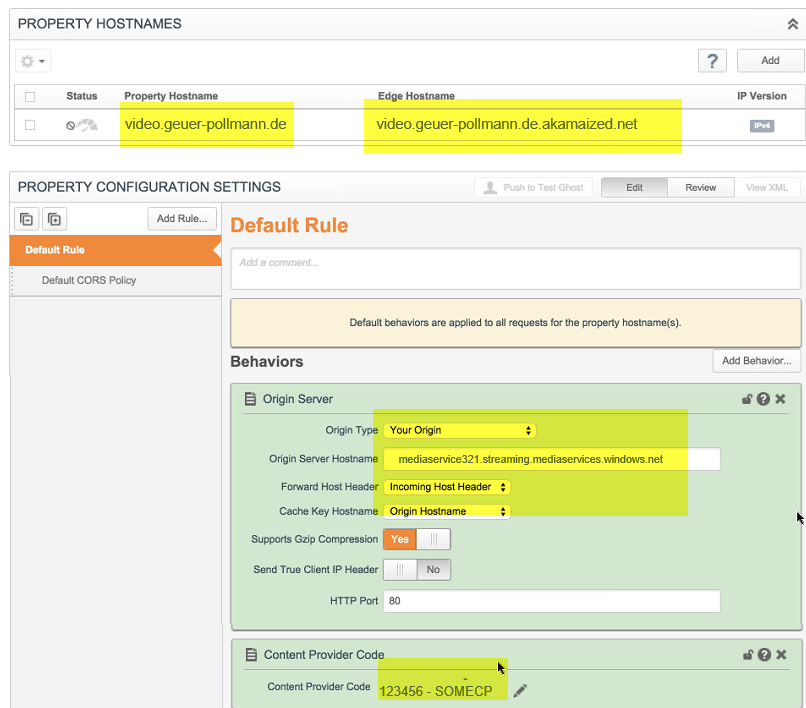 PROPERTY HOSTNAMES
? Add
Status Property Hostname Edge Hostname IP Version
video.geuer-pollmann.de video.geuer-pollmann.de.akamaized.net IPv4
PROPERTY CONFIGURATION SETTINGS Push to Test Ghost Edit Review View XML
Add Rule...
Default Rule
Default CORS Policy
Default Rule
Add a comment...
Default behaviors are applied to all requests for the property hostname(s).
Behaviors Add Behavior...
Origin Server
Origin Type Your Origin
Origin Server Hostname mediaservice321.streaming.mediaservices.windows.net
Forward Host Header Incoming Host Header
Cache Key Hostname Origin Hostname
Supports Gzip Compression Yes
Send True Client IP Header No
HTTP Port 80
Content Provider Code
Content Provider Code 123456 - SOMECP